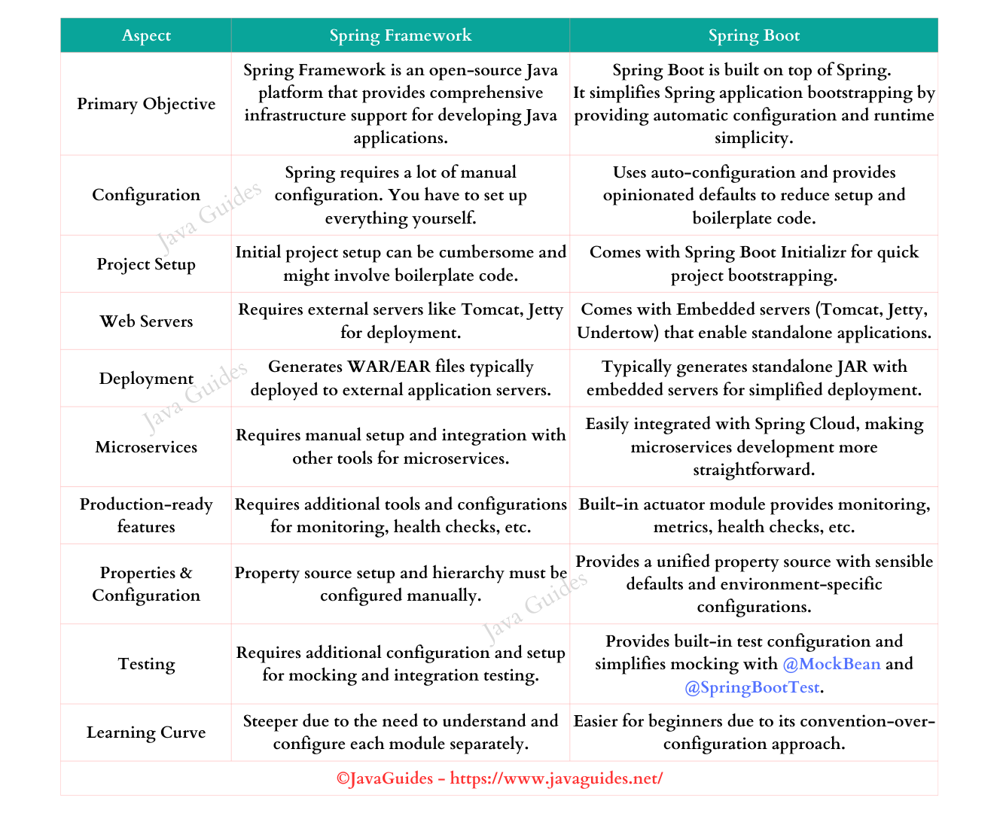 Aspect
Spring Framework
Spring Boot
Primary Objective
Spring Framework is an open-source Java
platform that provides comprehensive
infrastructure support for developing Java
applications.
Spring Boot is built on top of Spring.
It simplifies Spring application bootstrapping by
providing automatic configuration and runtime
simplicity.
Configuration
Spring requires a lot of manual
configuration. You have to set up
everything yourself.
Uses auto-configuration and provides
opinionated defaults to reduce setup and
boilerplate code.
Java Guides
Project Setup
Initial project setup can be cumbersome and
might involve boilerplate code.
Comes with Spring Boot Initializr for quick
project bootstrapping.
Web Servers
Requires external servers like Tomcat, Jetty
for deployment.
Comes with Embedded servers (Tomcat, Jetty,
Undertow) that enable standalone applications.
Deployment
Generates WAR/EAR files typically
deployed to external application servers.
Typically generates standalone JAR with
embedded servers for simplified deployment.
Java Guides
Microservices
Requires manual setup and integration with
other tools for microservices.
Easily integrated with Spring Cloud, making
microservices development more
straightforward.
Production-ready
features
Requires additional tools and configurations
for monitoring, health checks, etc.
Built-in actuator module provides monitoring,
metrics, health checks, etc.
Properties &
Configuration
Property source setup and hierarchy must be
configured manually.
Provides a unified property source with sensible
defaults and environment-specific
configurations.
Java Guides
Testing
Requires additional configuration and setup
for mocking and integration testing.
Provides built-in test configuration and
simplifies mocking with @MockBean and
@SpringBootTest.
Learning Curve
Steeper due to the need to understand and
configure each module separately.
Easier for beginners due to its convention-over-
configuration approach.
©JavaGuides - https://www.javaguides.net/